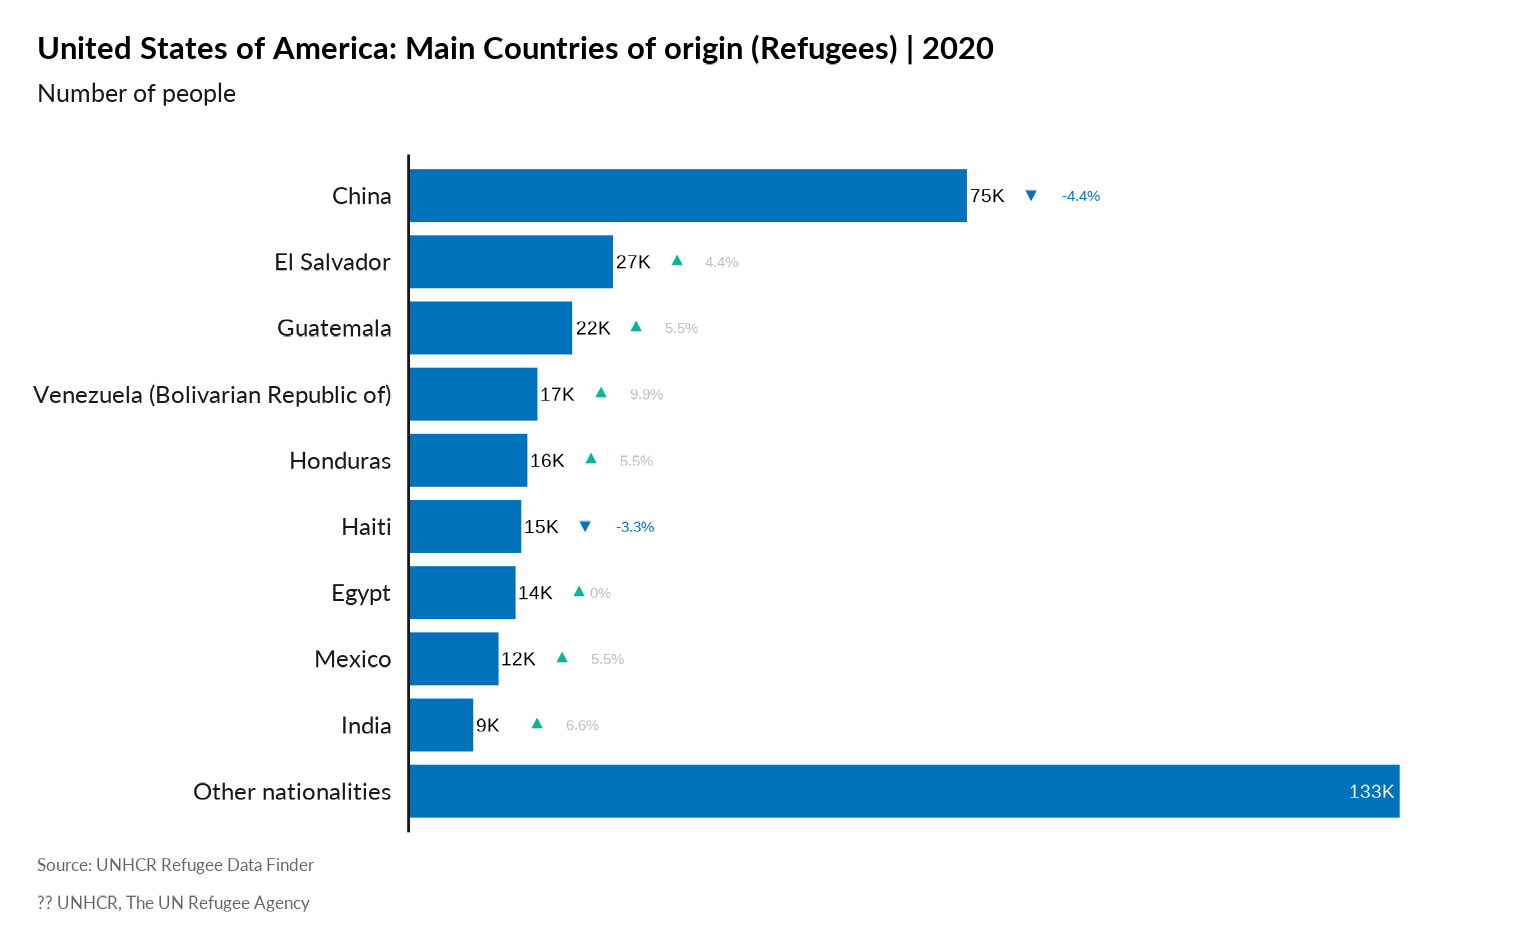 United States of America: Main Countries of origin (Refugees) | 2020
Number of people
China 75K ▼ -4.4%
El Salvador 27K ▲ 4.4%
Guatemala 22K ▲ 5.5%
Venezuela (Bolivarian Republic of) 17K ▲ 9.9%
Honduras 16K ▲ 5.5%
Haiti 15K ▼ -3.3%
Egypt 14K ▲ 0%
Mexico 12K ▲ 5.5%
India 9K ▲ 6.6%
Other nationalities 133K
Source: UNHCR Refugee Data Finder
?? UNHCR, The UN Refugee Agency